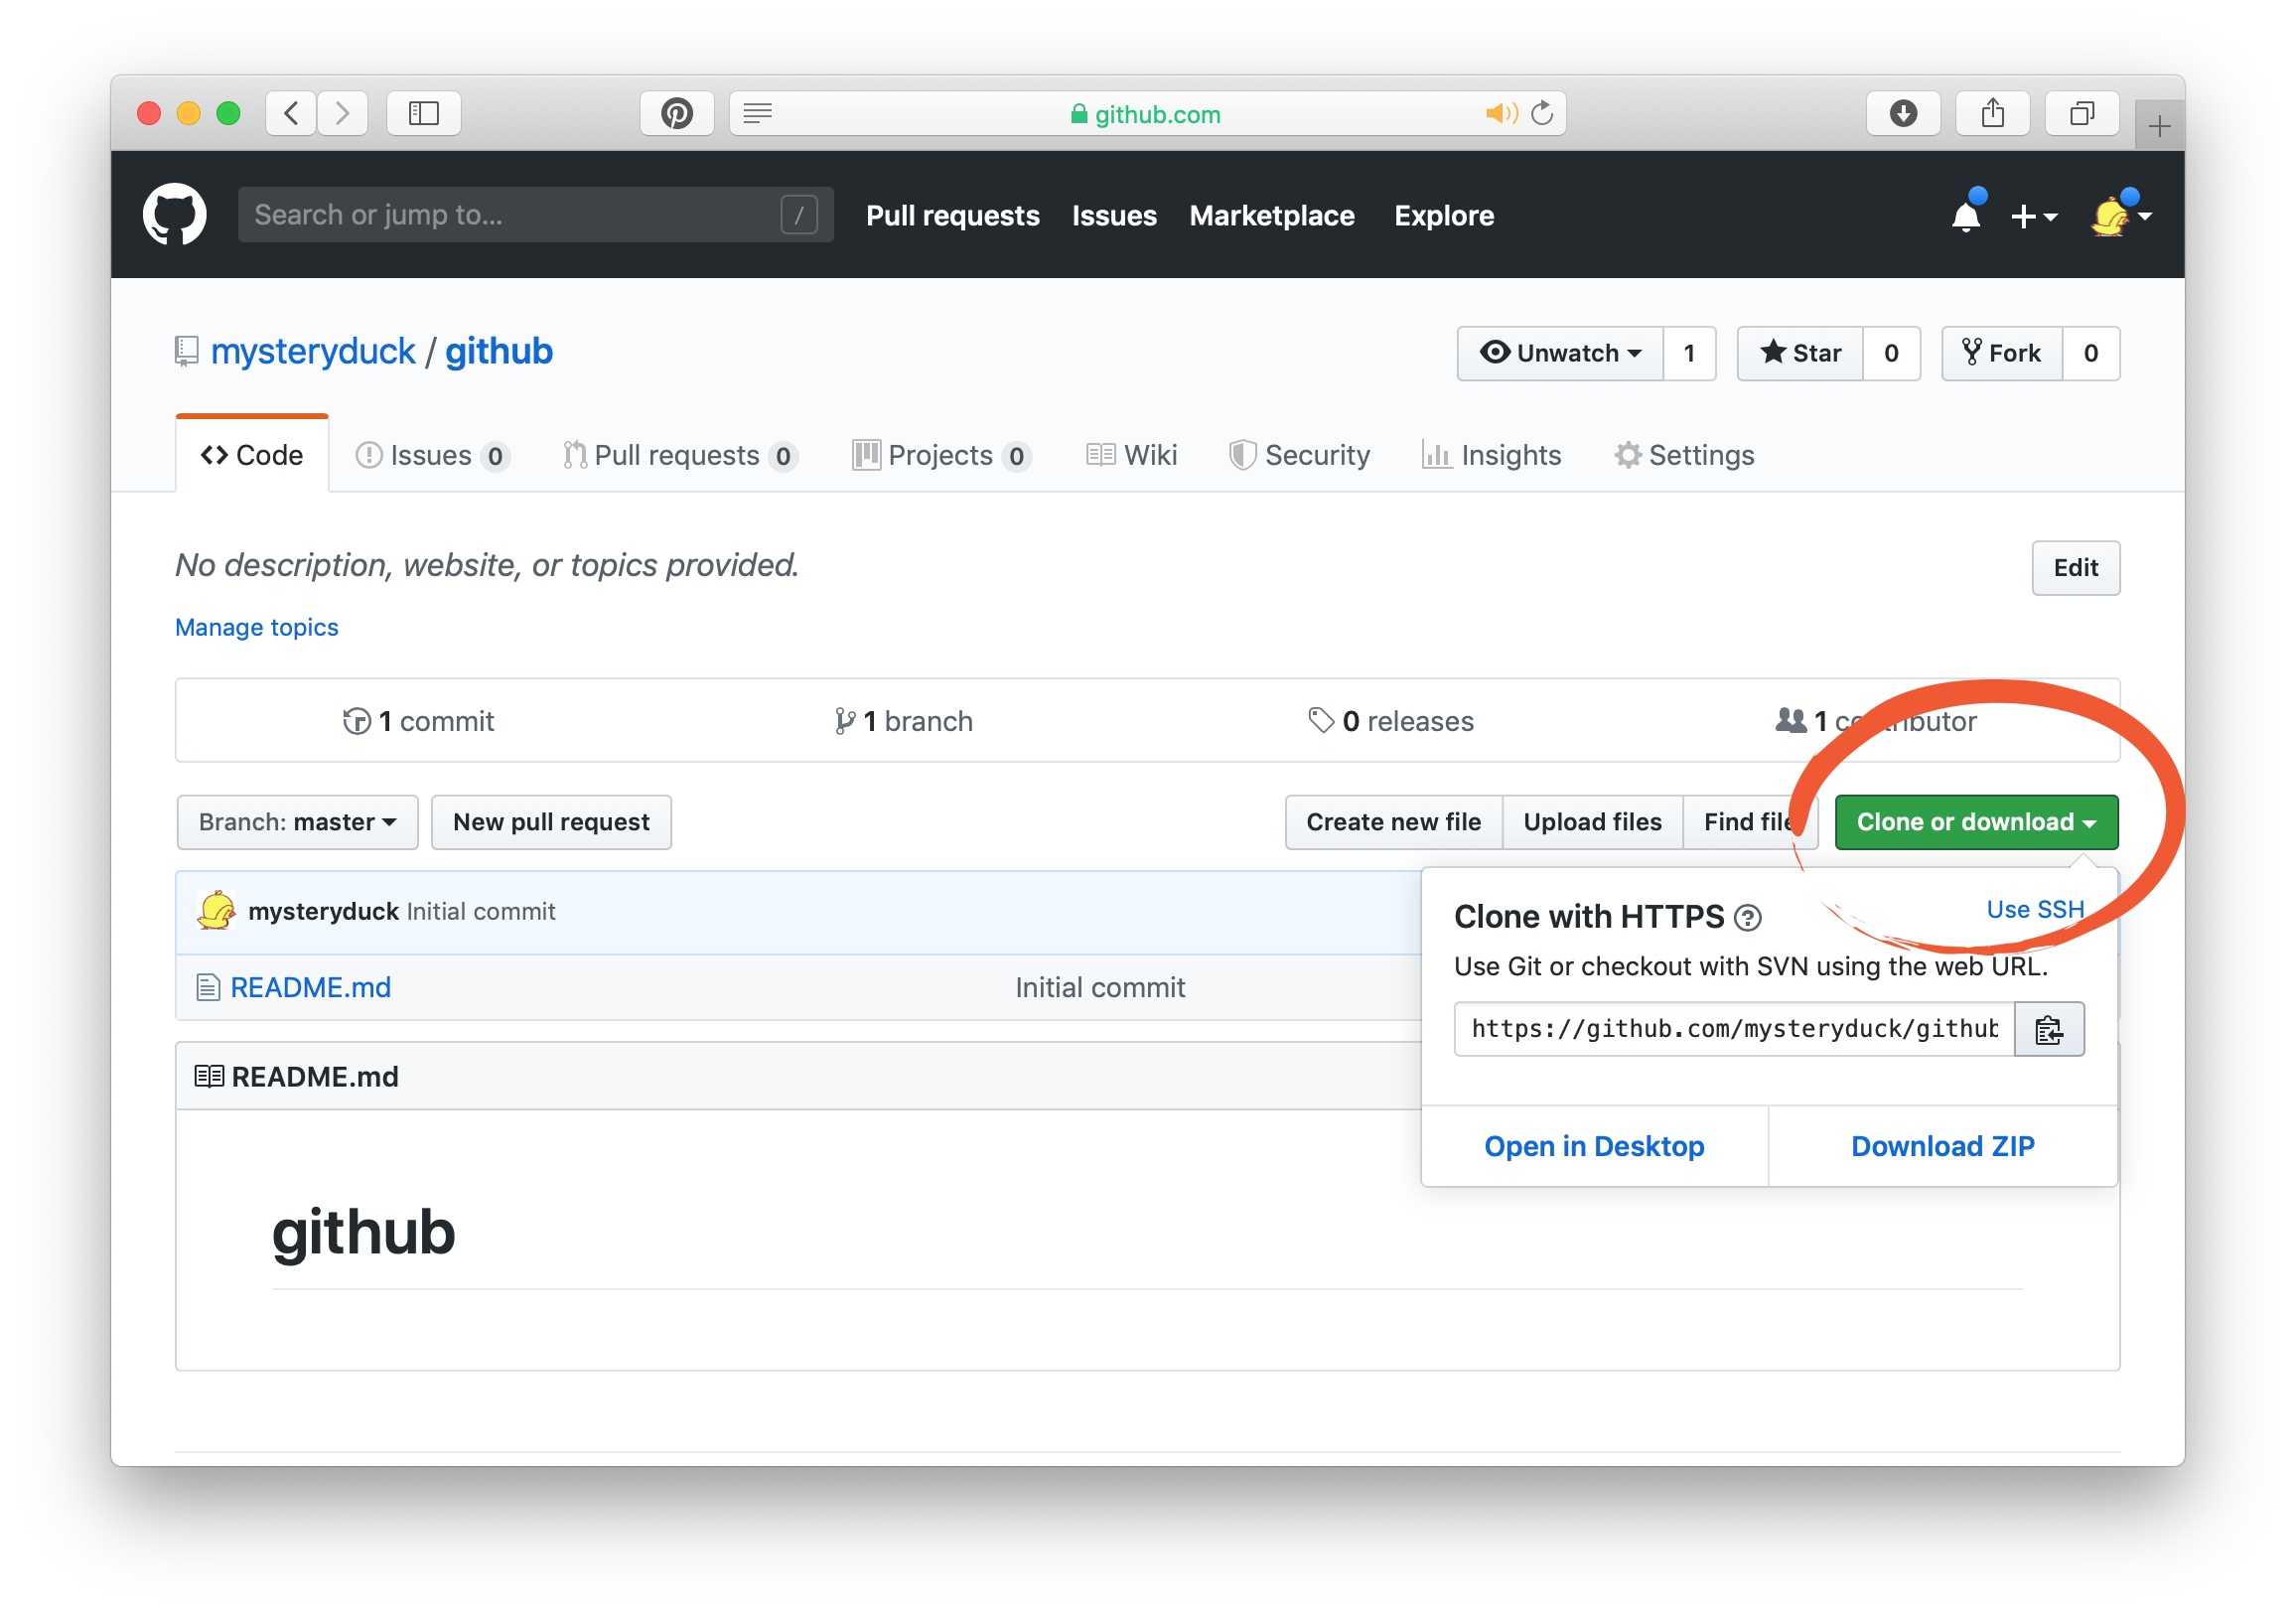 github.com
Search or jump to... /
Pull requests Issues Marketplace Explore
mysteryduck / github
Unwatch 1 Star 0 Fork 0
Code Issues 0 Pull requests 0 Projects 0 Wiki Security Insights Settings
No description, website, or topics provided.
Edit
Manage topics
1 commit 1 branch 0 releases 1 contributor
Branch: master New pull request Create new file Upload files Find file Clone or download
mysteryduck Initial commit
README.md Initial commit
Clone with HTTPS ? Use SSH
Use Git or checkout with SVN using the web URL.
https://github.com/mysteryduck/github
Open in Desktop Download ZIP
README.md
github